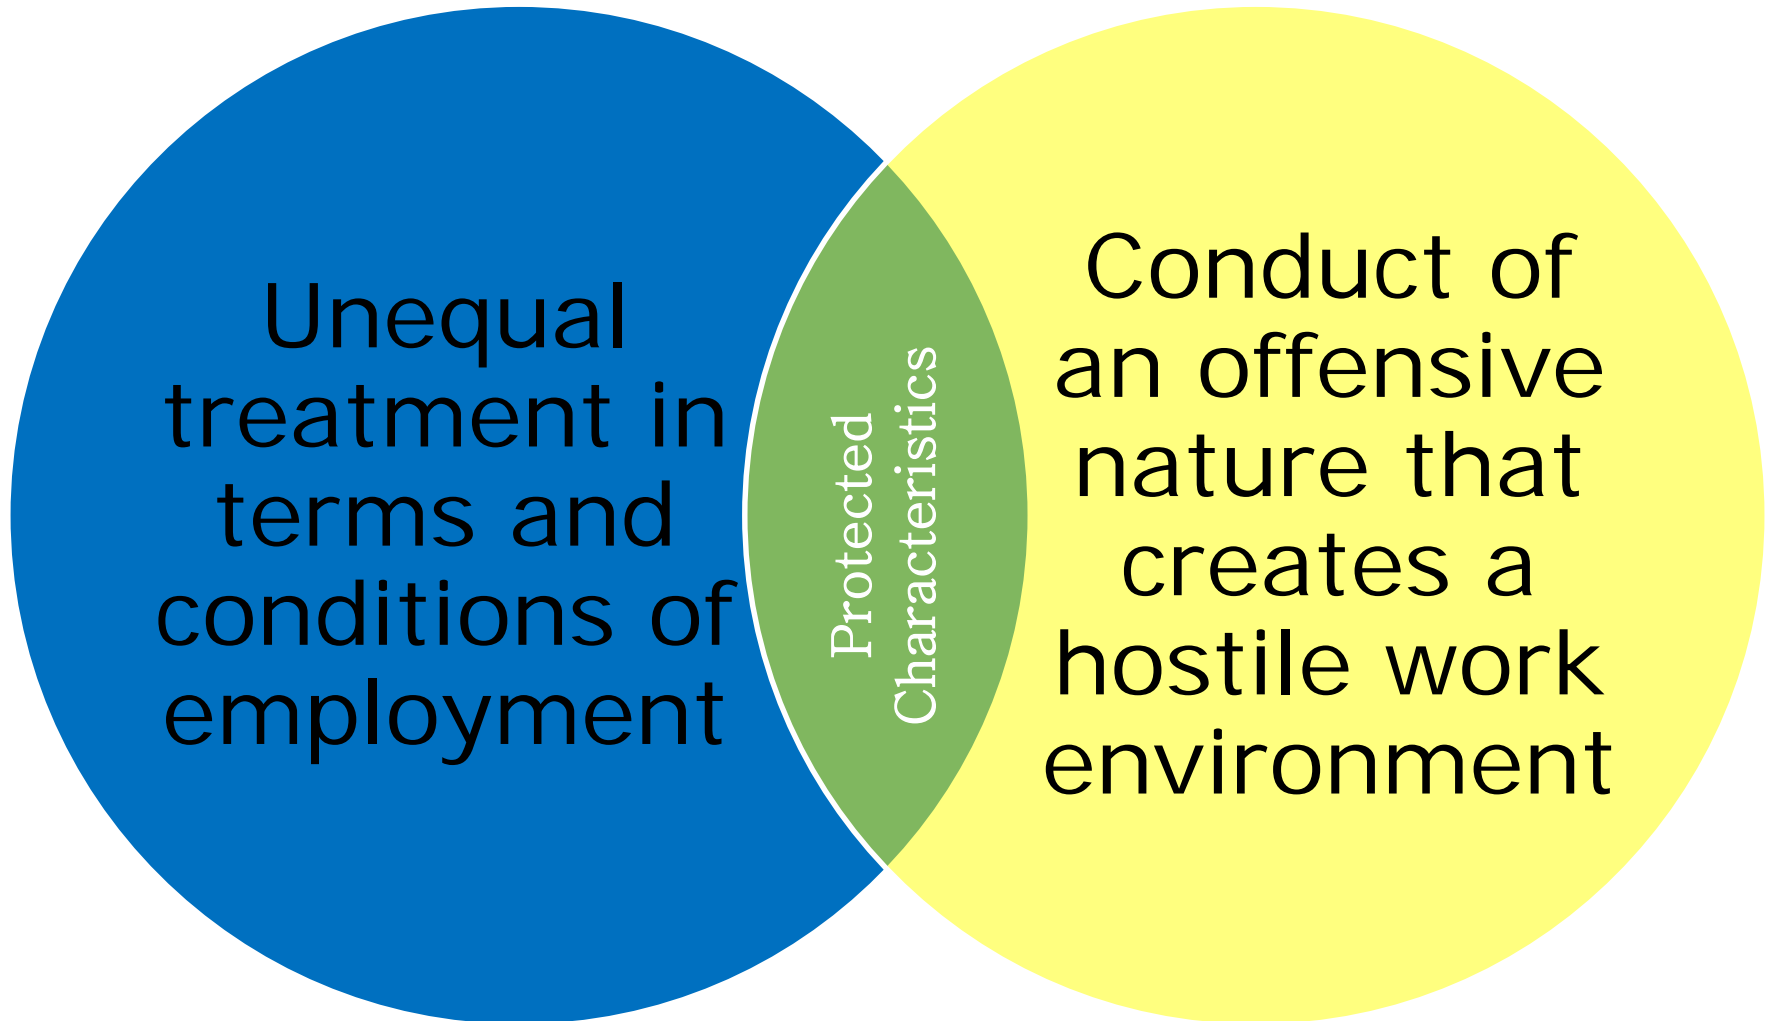 Unequal
treatment in
terms and
conditions of
employment
Protected
Characteristics
Conduct of
an offensive
nature that
creates a
hostile work
environment